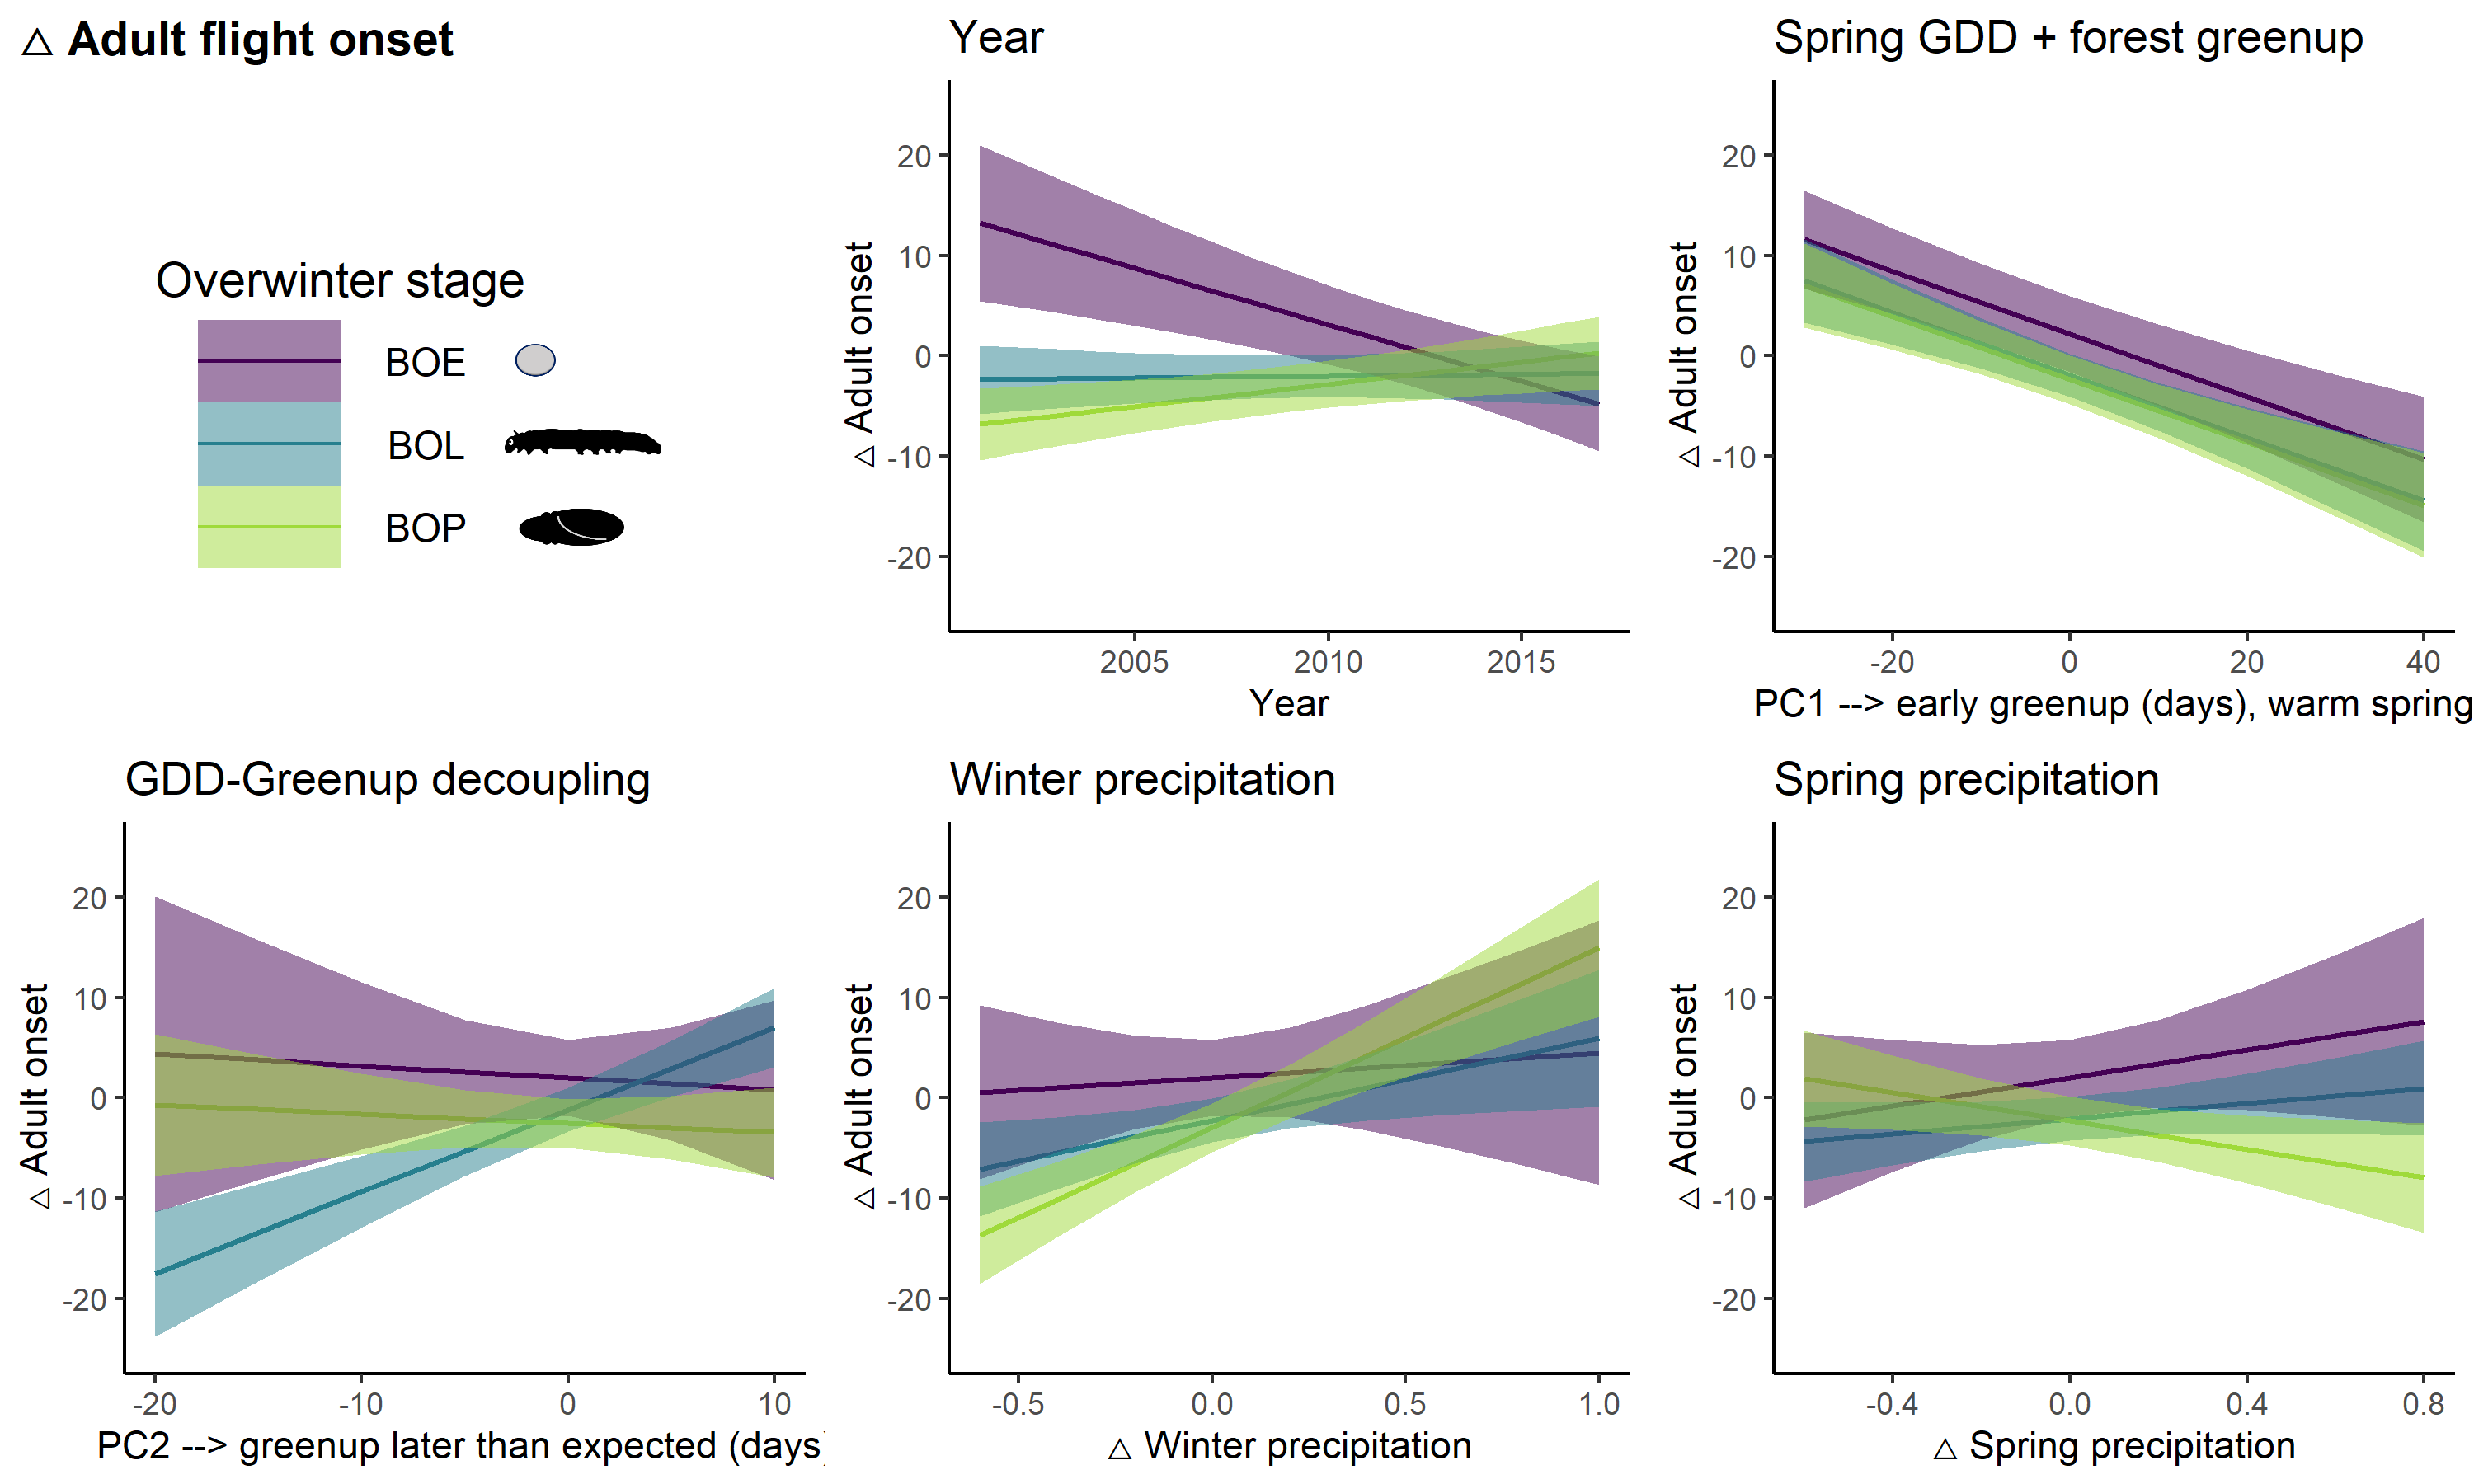 △ Adult flight onset
Overwinter stage
BOE
BOL
BOP
Year
△ Adult onset
20
10
0
-10
-20
2005 2010 2015
Year
Spring GDD + forest greenup
△ Adult onset
20
10
0
-10
-20
-20 0 20 40
PC1 --> early greenup (days), warm spring
GDD-Greenup decoupling
△ Adult onset
20
10
0
-10
-20
-20 -10 0 10
PC2 --> greenup later than expected (days)
Winter precipitation
△ Adult onset
20
10
0
-10
-20
-0.5 0.0 0.5 1.0
△ Winter precipitation
Spring precipitation
△ Adult onset
20
10
0
-10
-20
-0.4 0.0 0.4 0.8
△ Spring precipitation